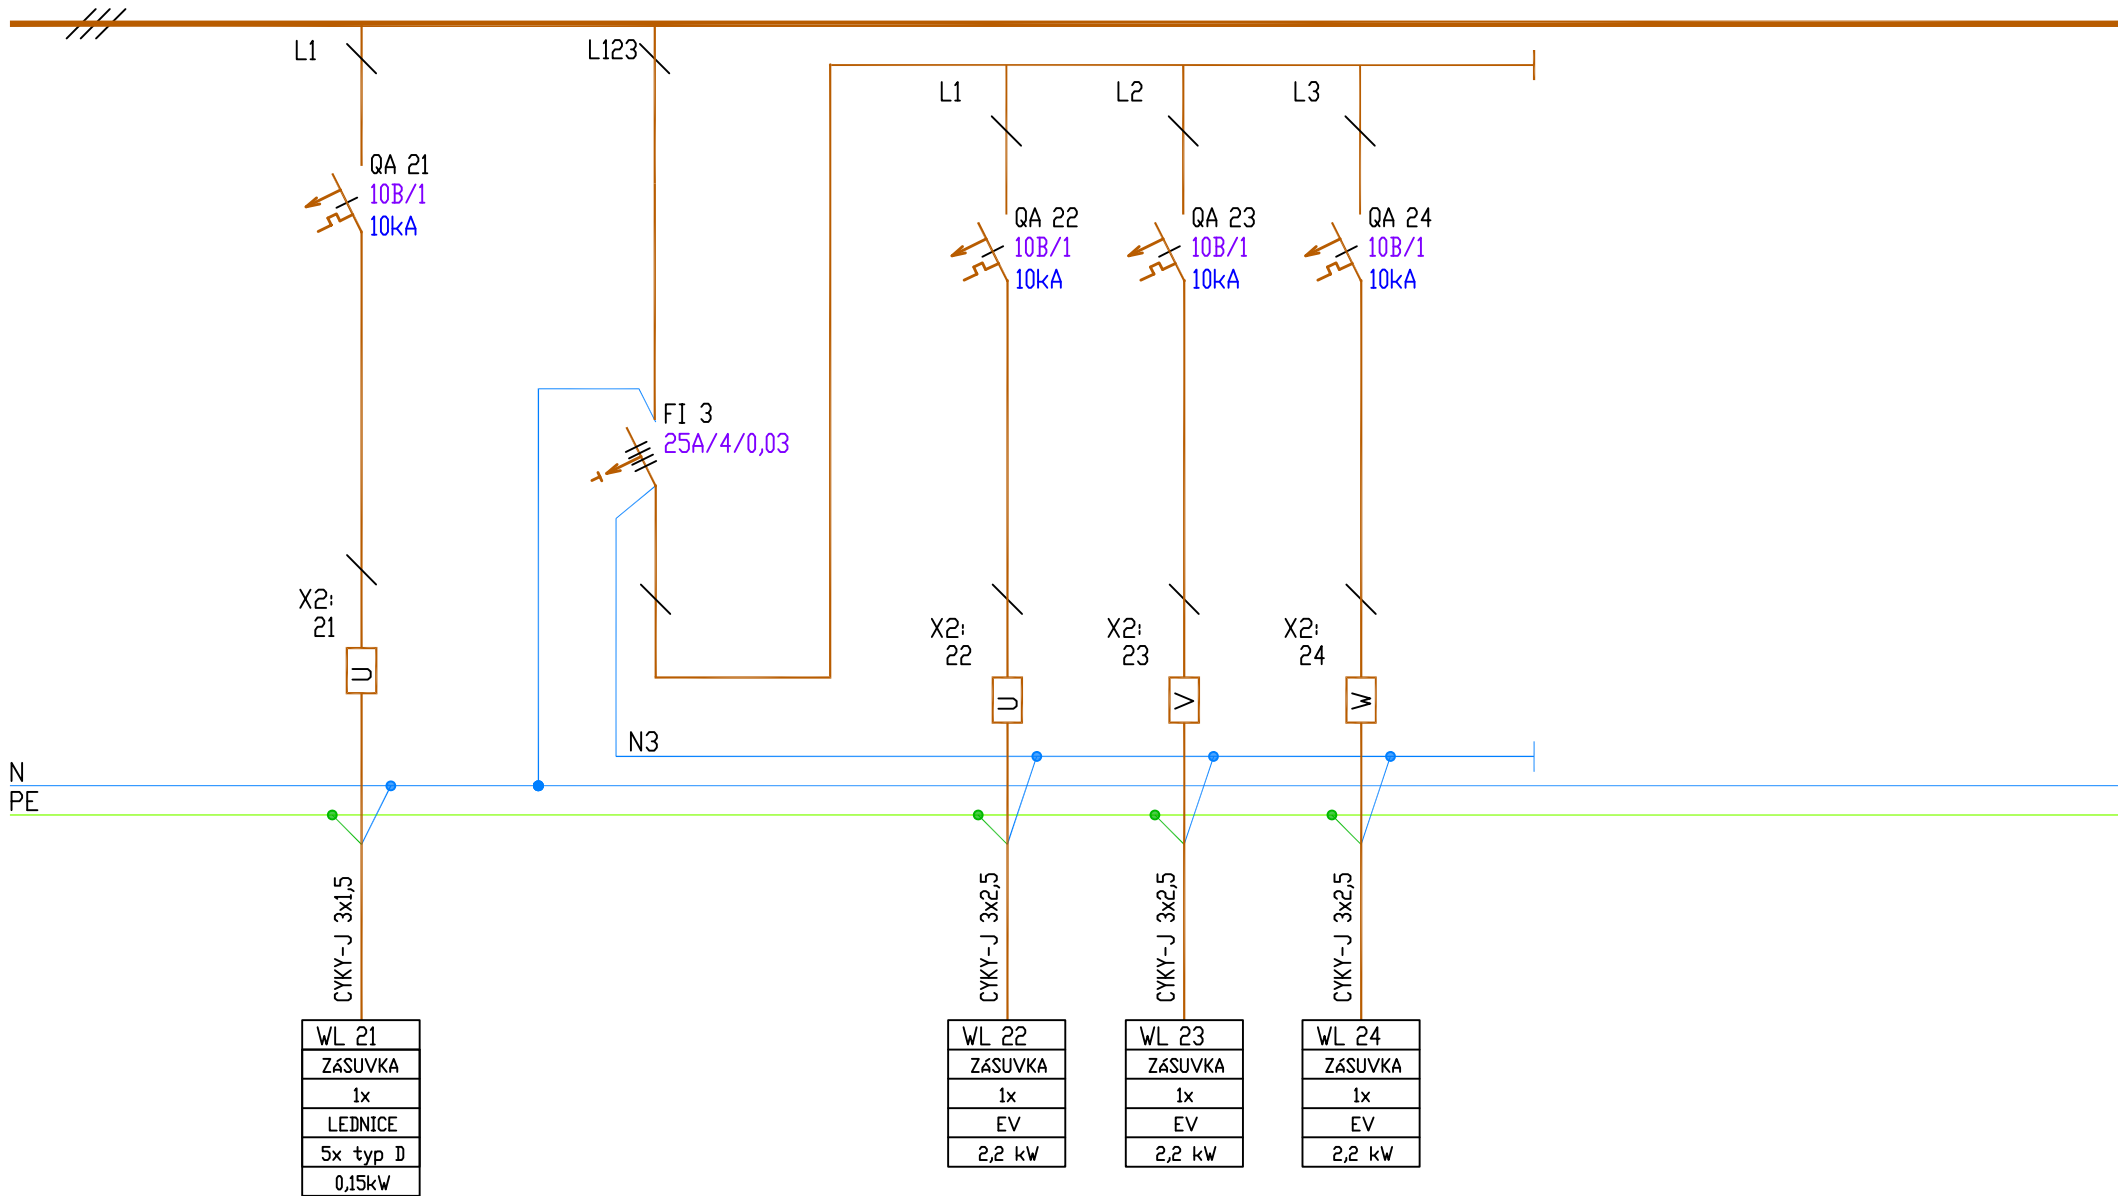 L1
L123
L1
L2
L3
QA 21
10B/1
10kA
QA 22
10B/1
10kA
QA 23
10B/1
10kA
QA 24
10B/1
10kA
FI 3
25A/4/0,03
X2:
21
U
X2:
22
U
X2:
23
V
X2:
24
W
N3
N
PE
CYKY-J 3x1,5
CYKY-J 3x2,5
CYKY-J 3x2,5
CYKY-J 3x2,5
WL 21
ZáSUVKA
1x
LEDNICE
5x typ D
0,15kW
WL 22
ZáSUVKA
1x
EV
2,2 kW
WL 23
ZáSUVKA
1x
EV
2,2 kW
WL 24
ZáSUVKA
1x
EV
2,2 kW